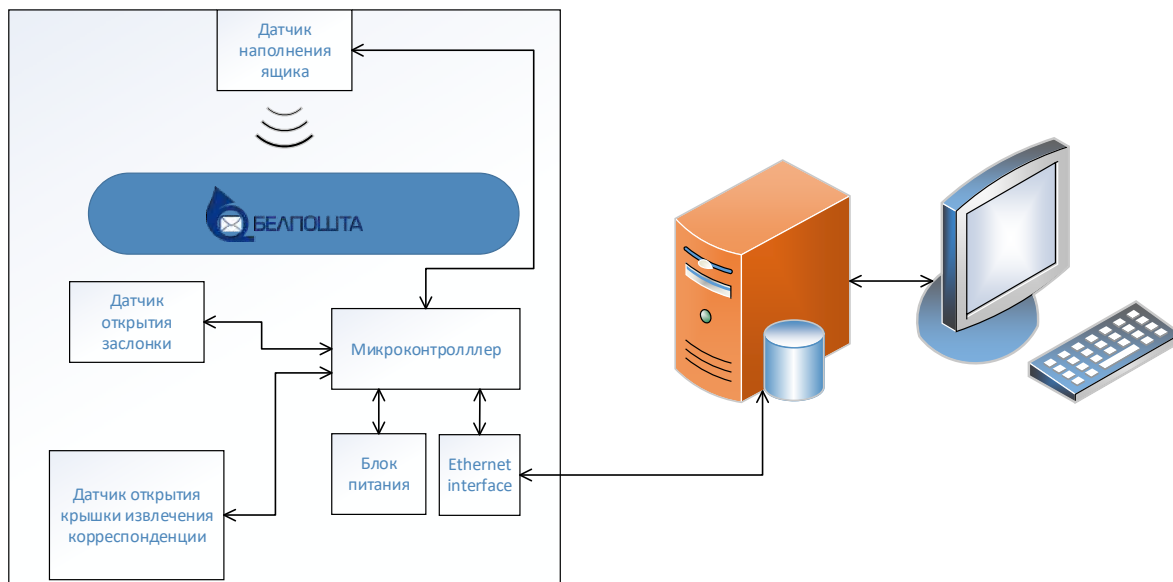 Датчик
наполнения
ящика
БЕЛПОШТА
Датчик
открытия
заслонки
Микроконтролллер
Блок
питания
Ethernet
interface
Датчик открытия
крышки извлечения
корреспонденции